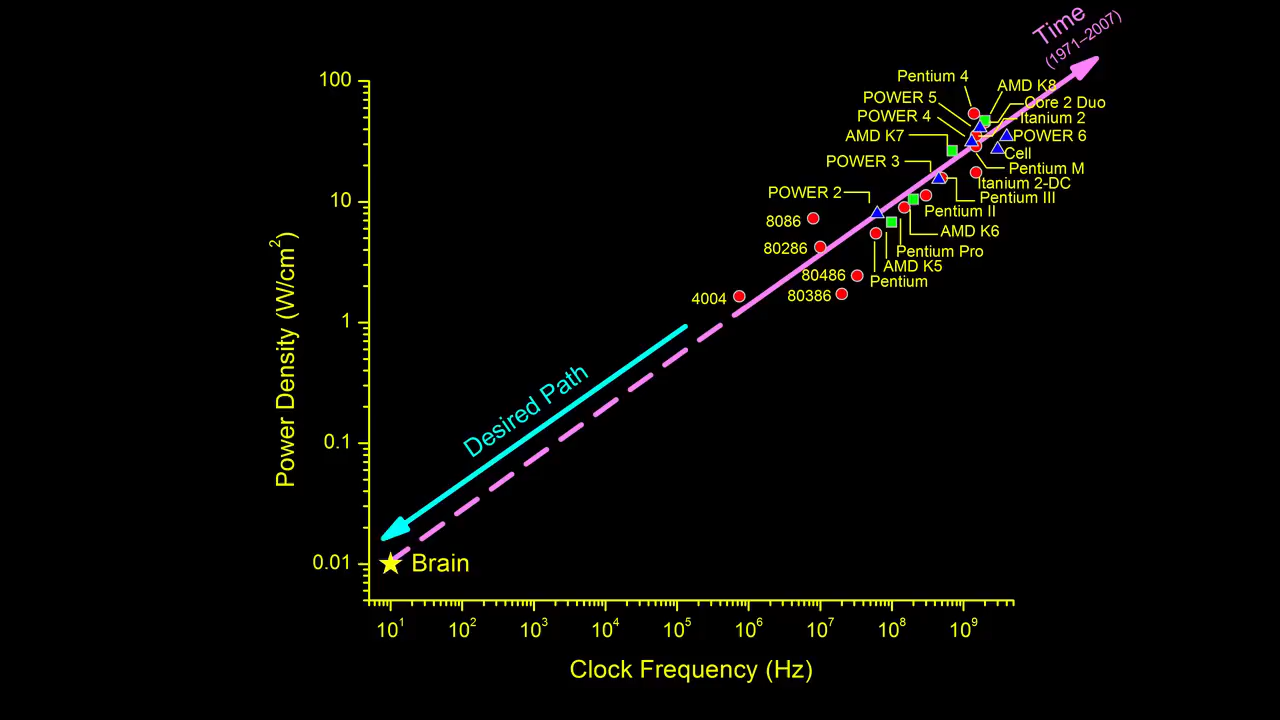 Time
(1971–2007)
100
10
1
0.1
0.01
Power Density (W/cm²)
Pentium 4
AMD K8
POWER 5
Core 2 Duo
POWER 4
Itanium 2
AMD K7
POWER 6
Cell
POWER 3
Pentium M
Itanium 2-DC
POWER 2
Pentium III
Pentium II
8086
AMD K6
80286
Pentium Pro
AMD K5
80486
Pentium
80386
4004
Desired Path
Brain
10¹ 10² 10³ 10⁴ 10⁵ 10⁶ 10⁷ 10⁸ 10⁹
Clock Frequency (Hz)